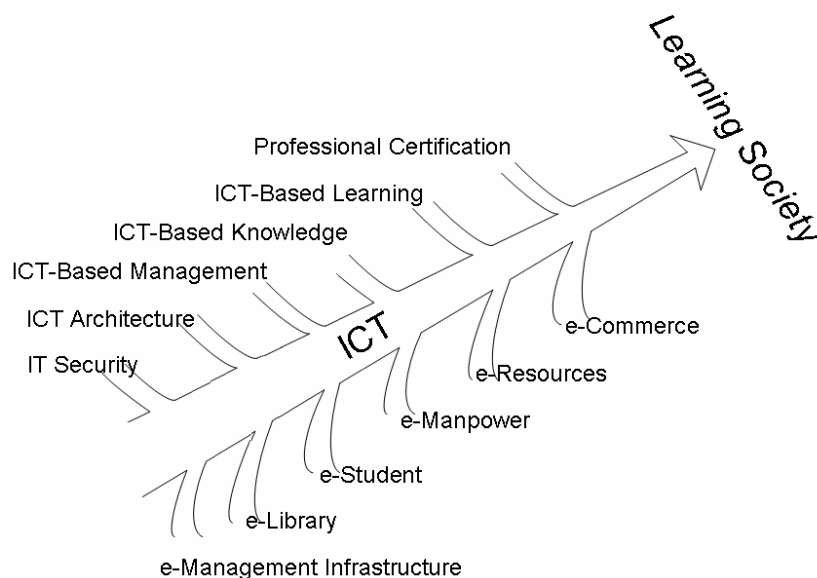 Learning Society
Professional Certification
ICT-Based Learning
ICT-Based Knowledge
ICT-Based Management
ICT Architecture
IT Security
ICT
e-Commerce
e-Resources
e-Manpower
e-Student
e-Library
e-Management Infrastructure